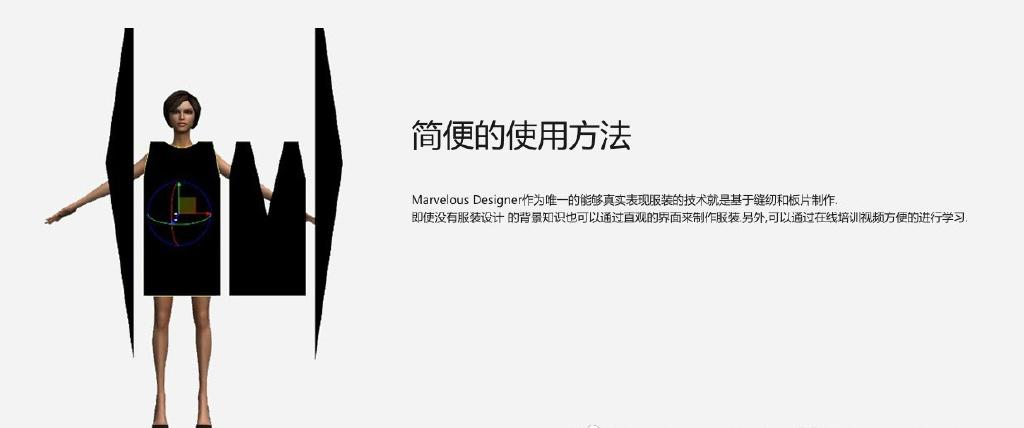 简便的使用方法
Marvelous Designer作为唯一的能够真实表现服装的技术就是基于缝纫和板片制作.
即使没有服装设计 的背景知识也可以通过直观的界面来制作服装.另外,可以通过在线培训视频方便的进行学习.